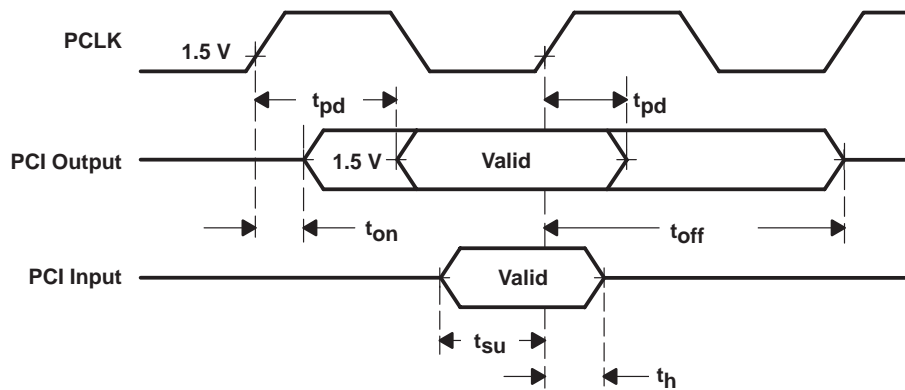 PCLK
1.5 V
tpd
tpd
PCI Output
1.5 V
Valid
ton
toff
PCI Input
Valid
tsu
th